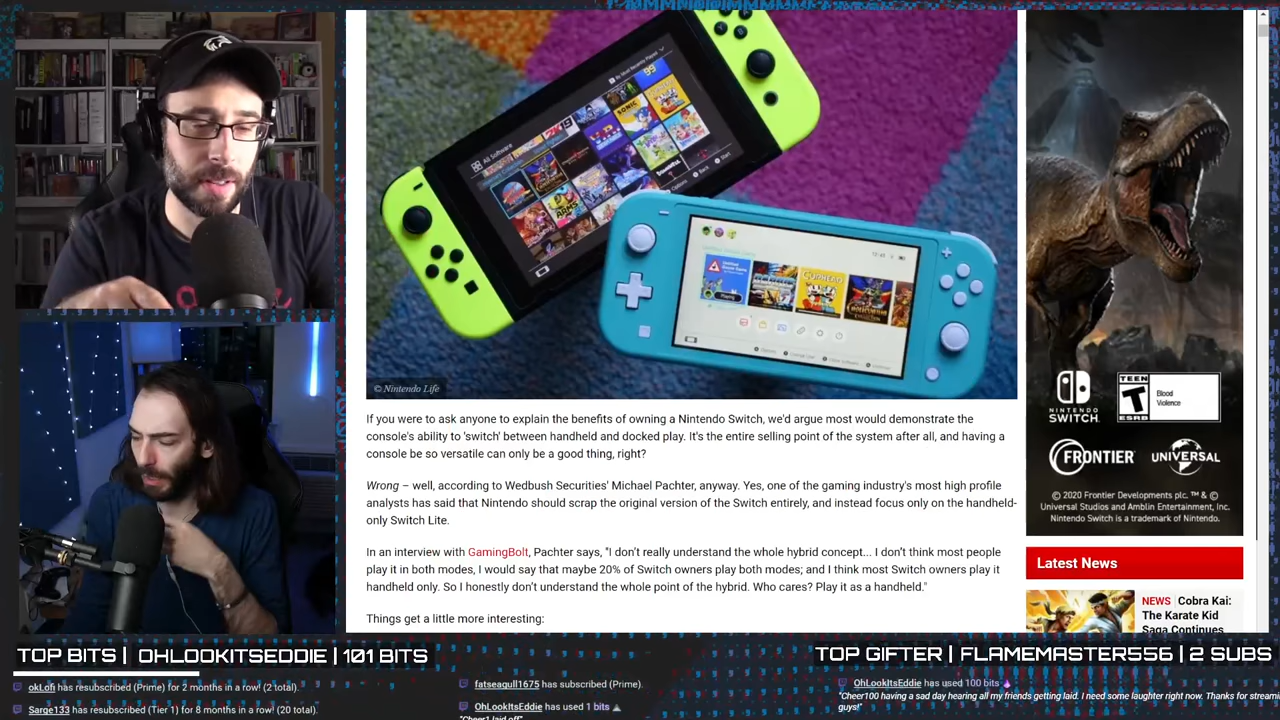 © Nintendo Life
If you were to ask anyone to explain the benefits of owning a Nintendo Switch, we'd argue most would demonstrate the
console's ability to 'switch' between handheld and docked play. It's the entire selling point of the system after all, and having a
console be so versatile can only be a good thing, right?
Wrong – well, according to Wedbush Securities' Michael Pachter, anyway. Yes, one of the gaming industry's most high profile
analysts has said that Nintendo should scrap the original version of the Switch entirely, and instead focus only on the handheld-
only Switch Lite.
In an interview with GamingBolt, Pachter says, "I don't really understand the whole hybrid concept... I don't think most people
play it in both modes, I would say that maybe 20% of Switch owners play both modes; and I think most Switch owners play it
handheld only. So I honestly don't understand the whole point of the hybrid. Who cares? Play it as a handheld."
Things get a little more interesting:
All Software
SONIC
99
2K19
ARMS
CUPHEAD
NINTENDO
SWITCH
TEEN
T
ESRB
Blood
Violence
FRONTIER
UNIVERSAL
© 2020 Frontier Developments plc. ™ & ©
Universal Studios and Amblin Entertainment, Inc.
Nintendo Switch is a trademark of Nintendo.
Latest News
NEWS | Cobra Kai:
The Karate Kid
Saga Continues
TOP BITS | OHLOOKITSEDDIE | 101 BITS
TOP GIFTER | FLAMEMASTER556 | 2 SUBS
okLofi has resubscribed (Prime) for 2 months in a row! (2 total).
Sarge133 has resubscribed (Tier 1) for 8 months in a row! (20 total).
fatseagull1675 has subscribed (Prime).
OhLookItsEddie has used 1 bits
"Cheer1 laid off"
OhLookItsEddie has used 100 bits
"Cheer100 having a sad day hearing all my friends getting laid. I need some laughter right now. Thanks for streami
guys!"